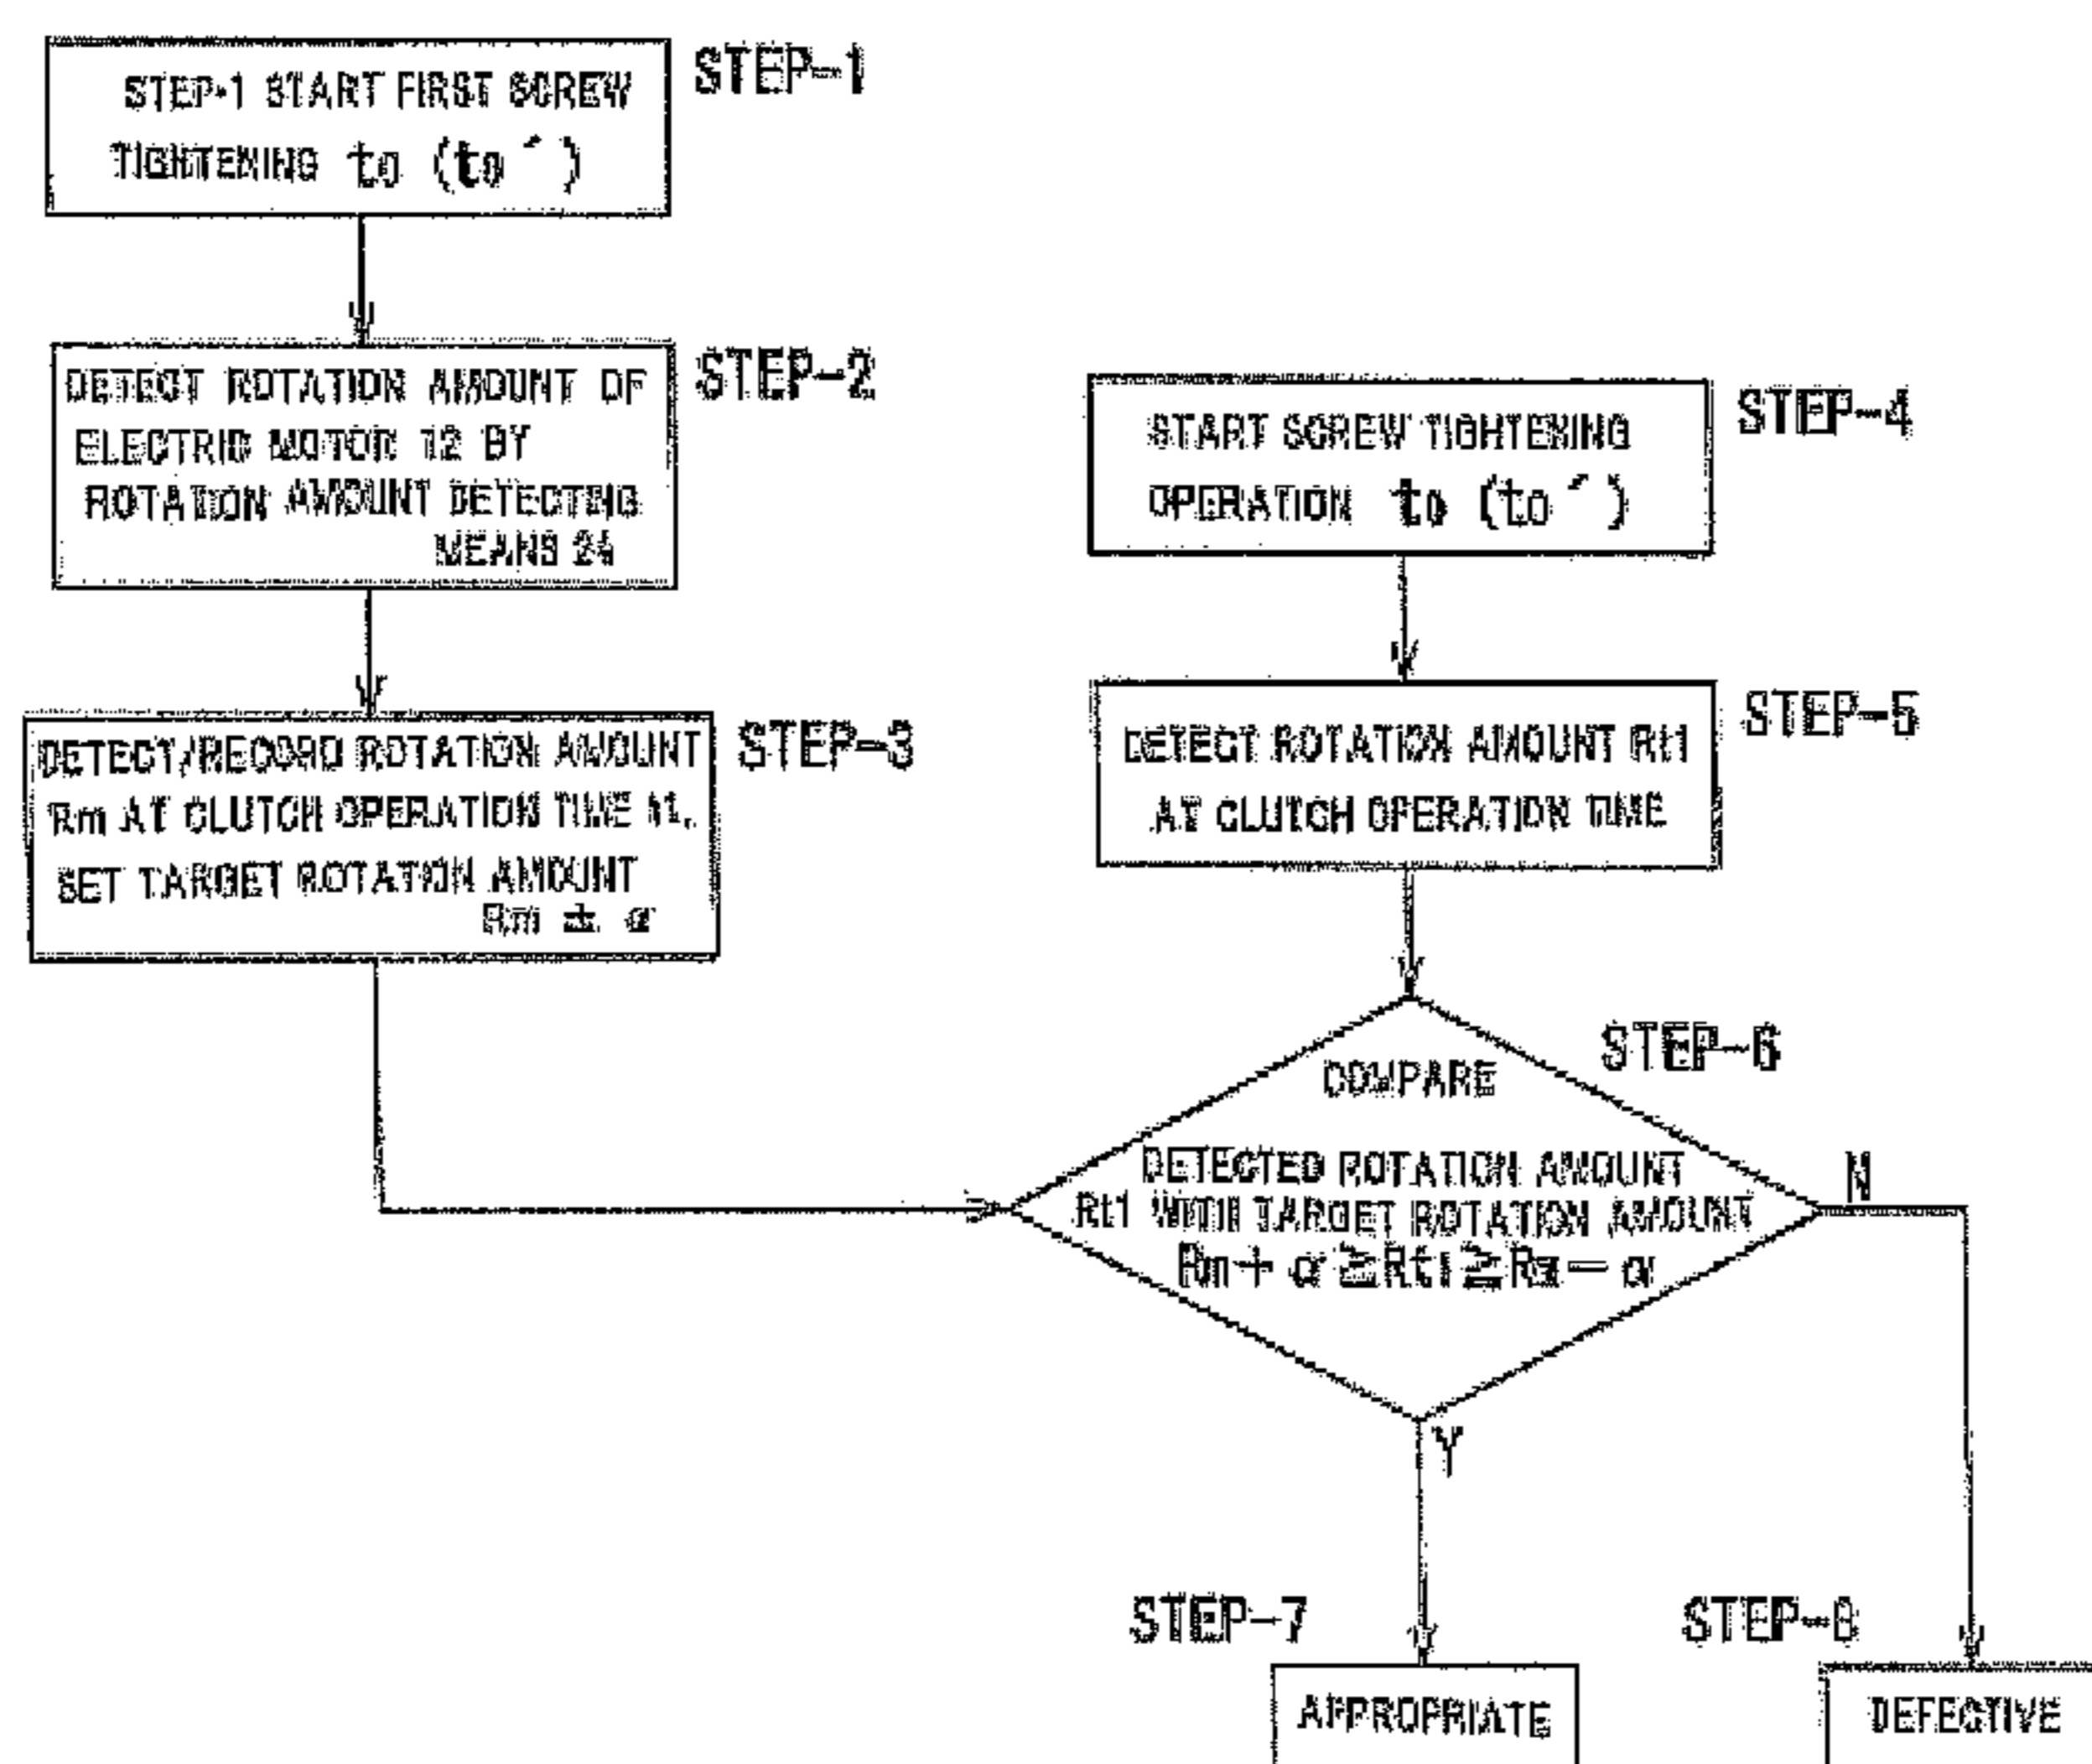 STEP-1
STEP-1 START FIRST SCREW
TIGHTENING to (to´)
STEP-2
DETECT ROTATION AMOUNT OF
ELECTRIC MOTOR 12 BY
ROTATION AMOUNT DETECTING
MEANS 24
STEP-3
DETECT/RECORD ROTATION AMOUNT
Rm AT CLUTCH OPERATION TIME t1,
SET TARGET ROTATION AMOUNT
Rm ± α
STEP-4
START SCREW TIGHTENING
OPERATION to (to´)
STEP-5
DETECT ROTATION AMOUNT Rt1
AT CLUTCH OPERATION TIME
STEP-6
COMPARE
DETECTED ROTATION AMOUNT
Rt1 WITH TARGET ROTATION AMOUNT
Rm+α≧Rt1≧Rm-α
N
Y
STEP-7
APPROPRIATE
STEP-8
DEFECTIVE